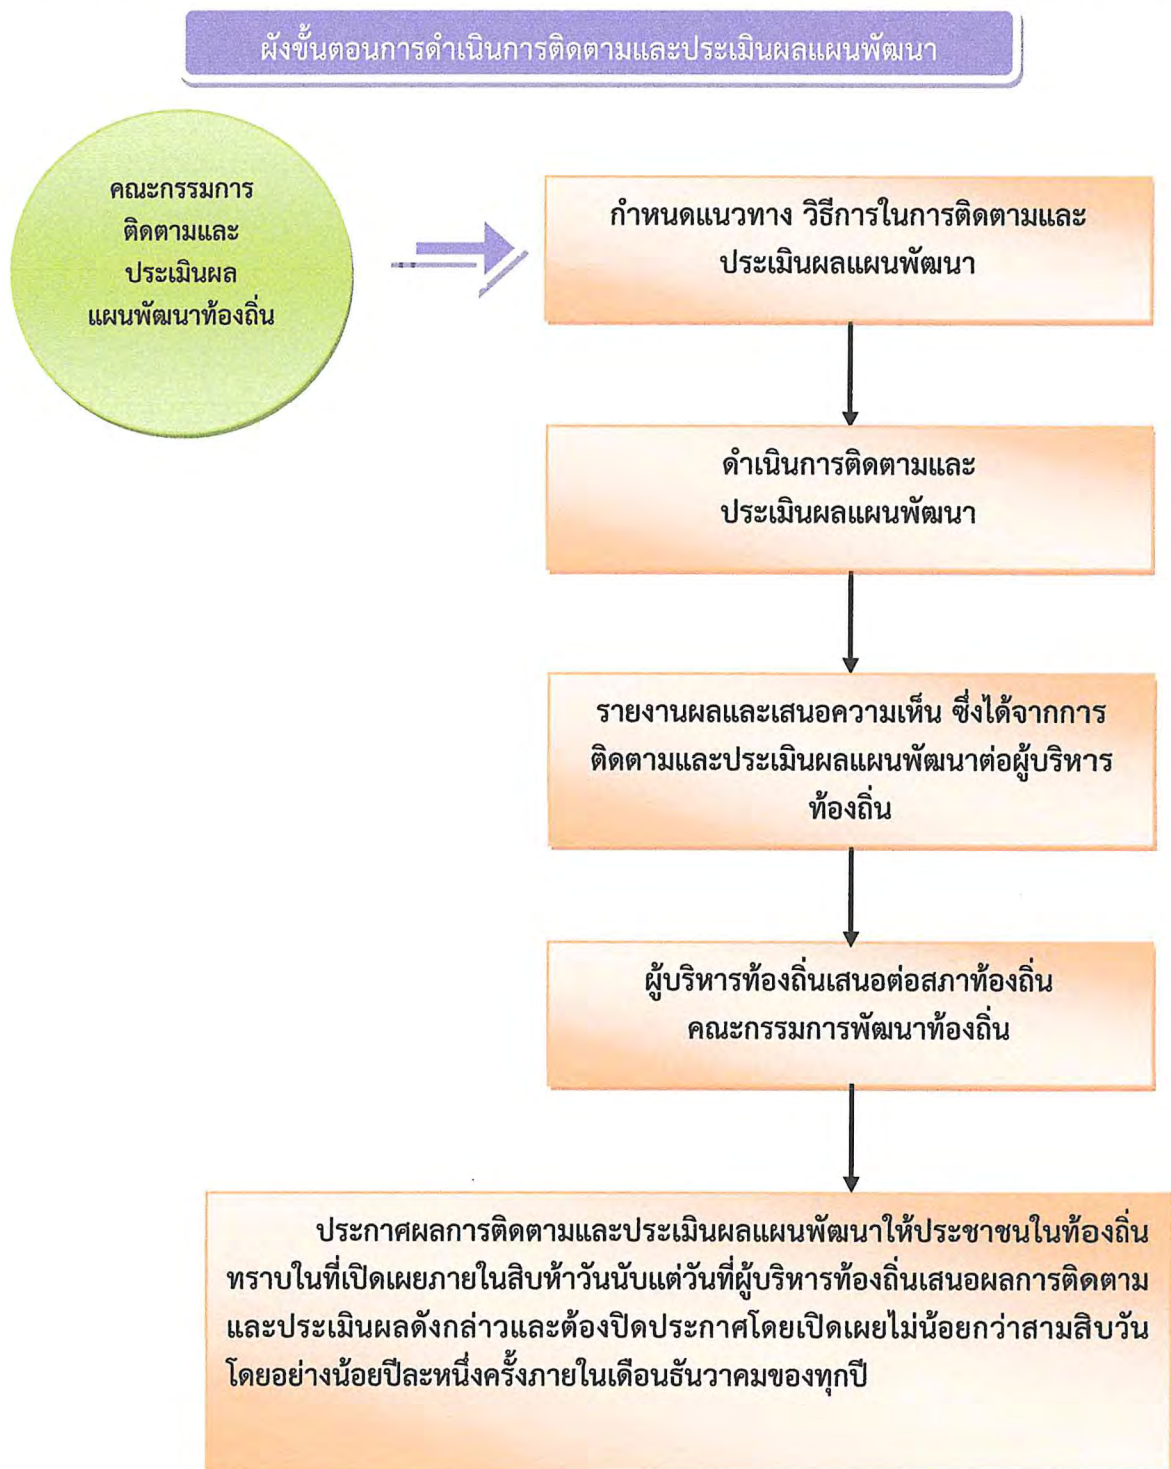 ผังขั้นตอนการดำเนินการติดตามและประเมินผลแผนพัฒนา
คณะกรรมการ
ติดตามและ
ประเมินผล
แผนพัฒนาท้องถิ่น
กำหนดแนวทาง วิธีการในการติดตามและ
ประเมินผลแผนพัฒนา
ดำเนินการติดตามและ
ประเมินผลแผนพัฒนา
รายงานผลและเสนอความเห็น ซึ่งได้จากการ
ติดตามและประเมินผลแผนพัฒนาต่อผู้บริหาร
ท้องถิ่น
ผู้บริหารท้องถิ่นเสนอต่อสภาท้องถิ่น
คณะกรรมการพัฒนาท้องถิ่น
ประกาศผลการติดตามและประเมินผลแผนพัฒนาให้ประชาชนในท้องถิ่น
ทราบในที่เปิดเผยภายในสิบห้าวันนับแต่วันที่ผู้บริหารท้องถิ่นเสนอผลการติดตาม
และประเมินผลดังกล่าวและต้องปิดประกาศโดยเปิดเผยไม่น้อยกว่าสามสิบวัน
โดยอย่างน้อยปีละหนึ่งครั้งภายในเดือนธันวาคมของทุกปี